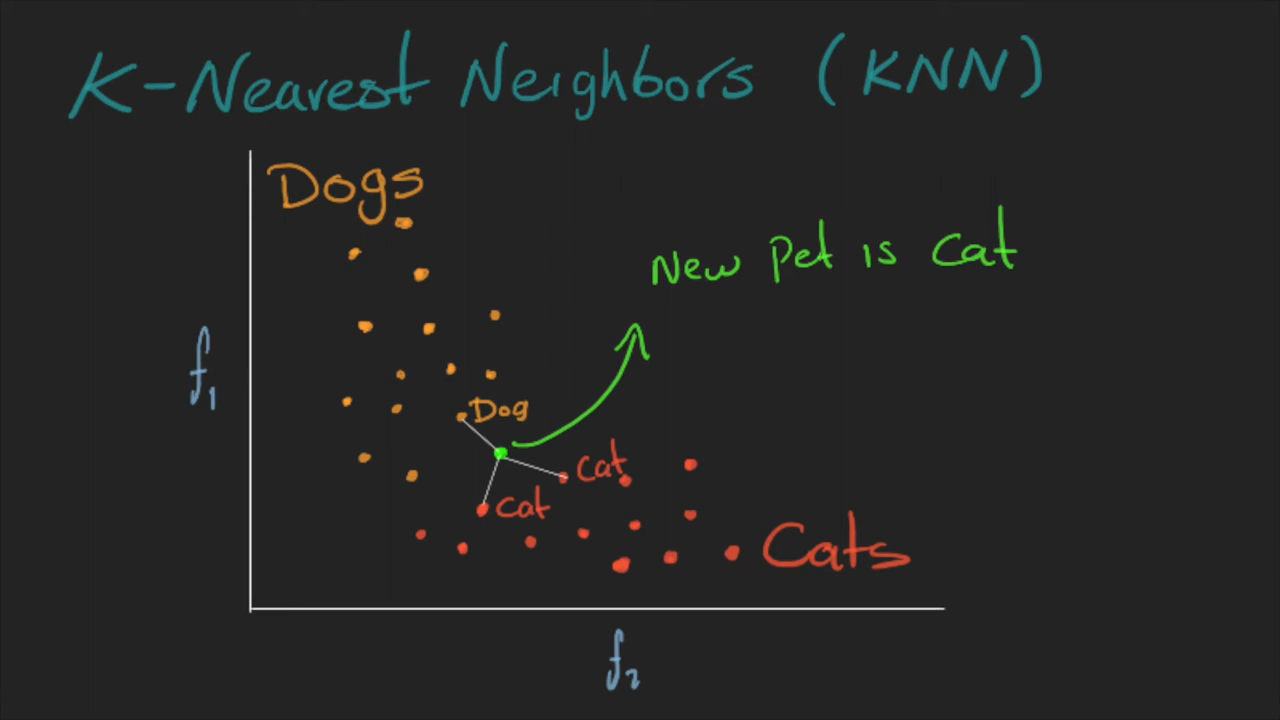 K-Nearest Neighbors (KNN)
Dogs
New Pet is Cat
f1
Dog
Cat
Cat
Cats
f2